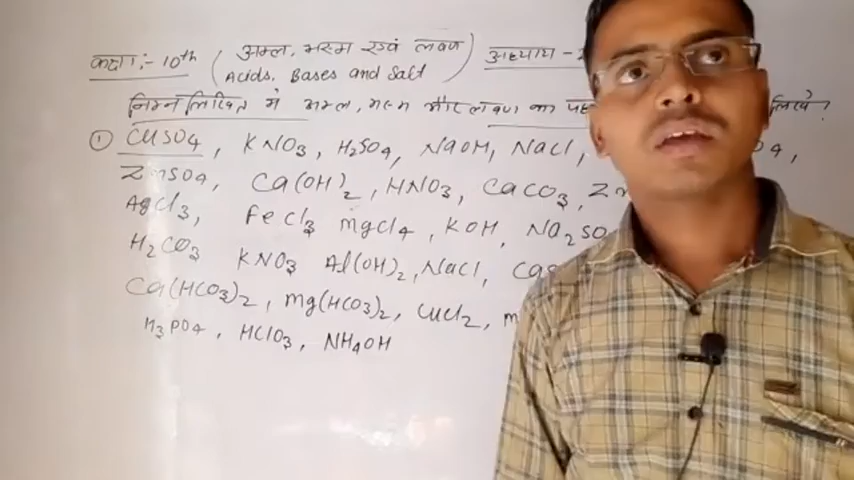 कक्षा :- 10th ( अम्ल, भस्म एवं लवण ) अध्याय -
Acids, Bases and Salt
निम्नलिखित में अम्ल, भस्म और लवण का लिखें ?
① CuSO4, KNO3, H2SO4, NaOH, NaCl,
ZnSO4, Ca(OH)2, HNO3, CaCO3,
AgCl3, FeCl3 MgCl4, KOH,
H2CO3 KNO3 Al(OH)2, NaCl,
Ca(HCO3)2, Mg(HCO3)2, CuCl2,
H3PO4, HClO3, NH4OH